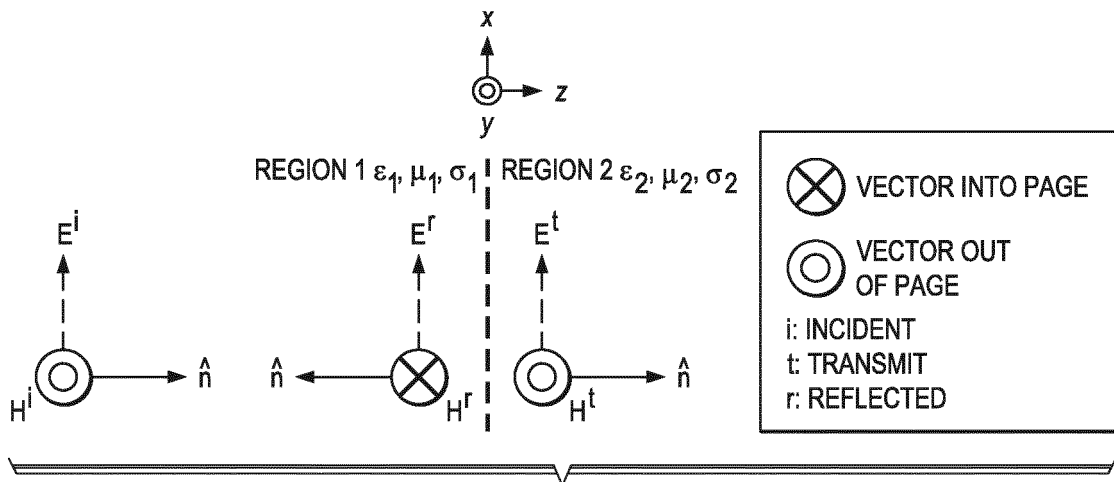 x
z
y
REGION 1 ε₁, μ₁, σ₁
REGION 2 ε₂, μ₂, σ₂
Eⁱ
Eʳ
Eᵗ
n̂
n̂
n̂
Hⁱ
Hʳ
Hᵗ
VECTOR INTO PAGE
VECTOR OUT
OF PAGE
i: INCIDENT
t: TRANSMIT
r: REFLECTED